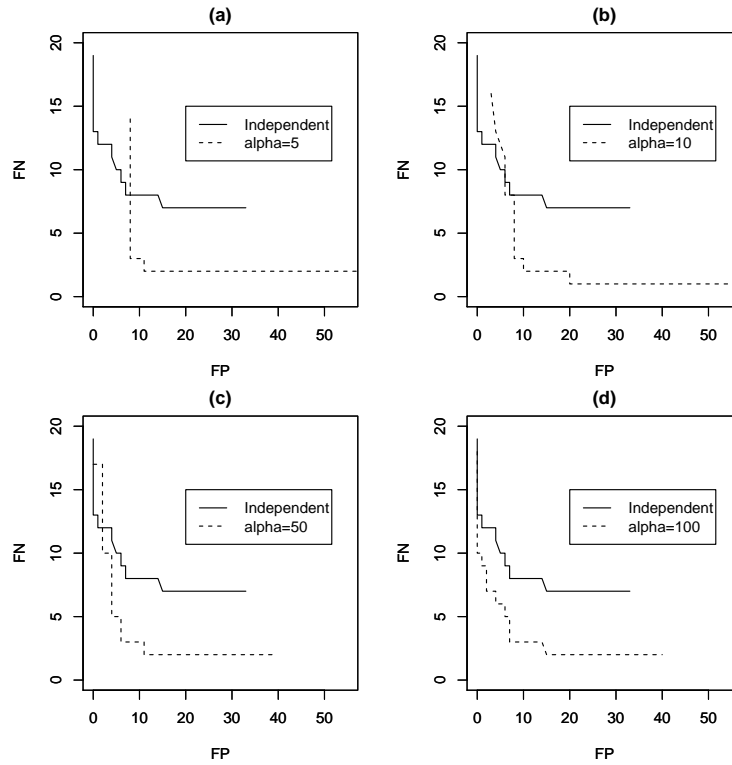 (a)
FN
0 5 10 15 20
Independent
alpha=5
0 10 20 30 40 50
FP
(b)
FN
0 5 10 15 20
Independent
alpha=10
0 10 20 30 40 50
FP
(c)
FN
0 5 10 15 20
Independent
alpha=50
0 10 20 30 40 50
FP
(d)
FN
0 5 10 15 20
Independent
alpha=100
0 10 20 30 40 50
FP